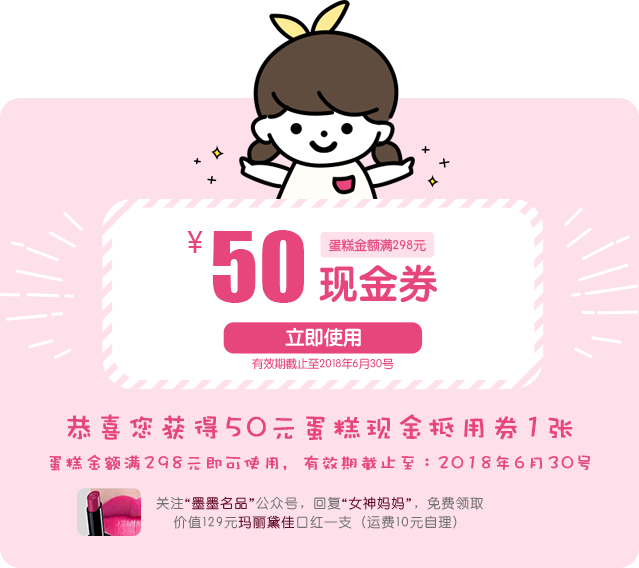 ¥50 蛋糕金额满298元
现金券
立即使用
有效期截止至2018年6月30号
恭喜您获得50元蛋糕现金抵用券1张
蛋糕金额满298元即可使用，有效期截止至：2018年6月30号
关注“墨墨名品”公众号，回复“女神妈妈”，免费领取
价值129元玛丽黛佳口红一支（运费10元自理）